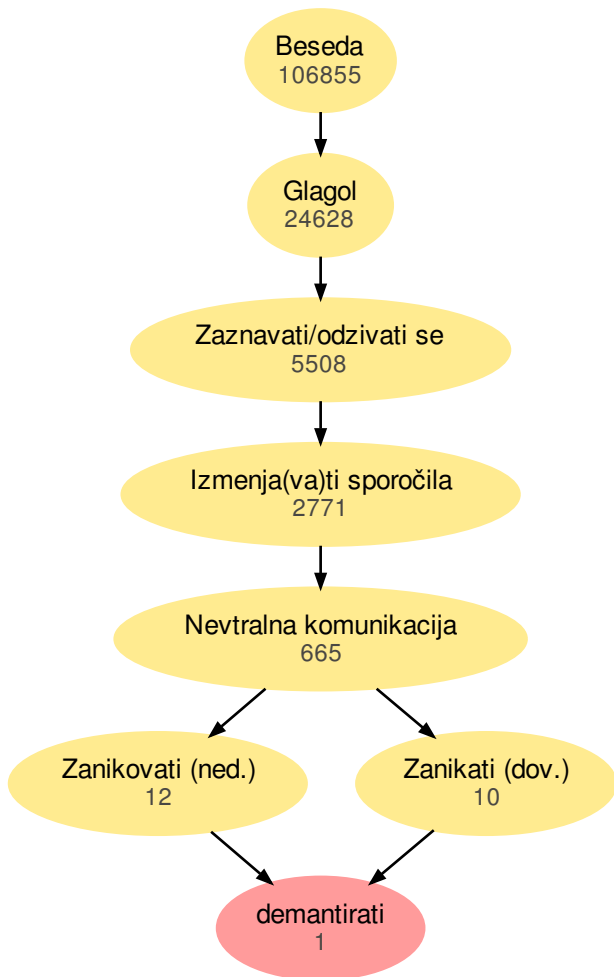 Beseda
106855
Glagol
24628
Zaznavati/odzivati se
5508
Izmenja(va)ti sporočila
2771
Nevtralna komunikacija
665
Zanikovati (ned.)
12
Zanikati (dov.)
10
demantirati
1